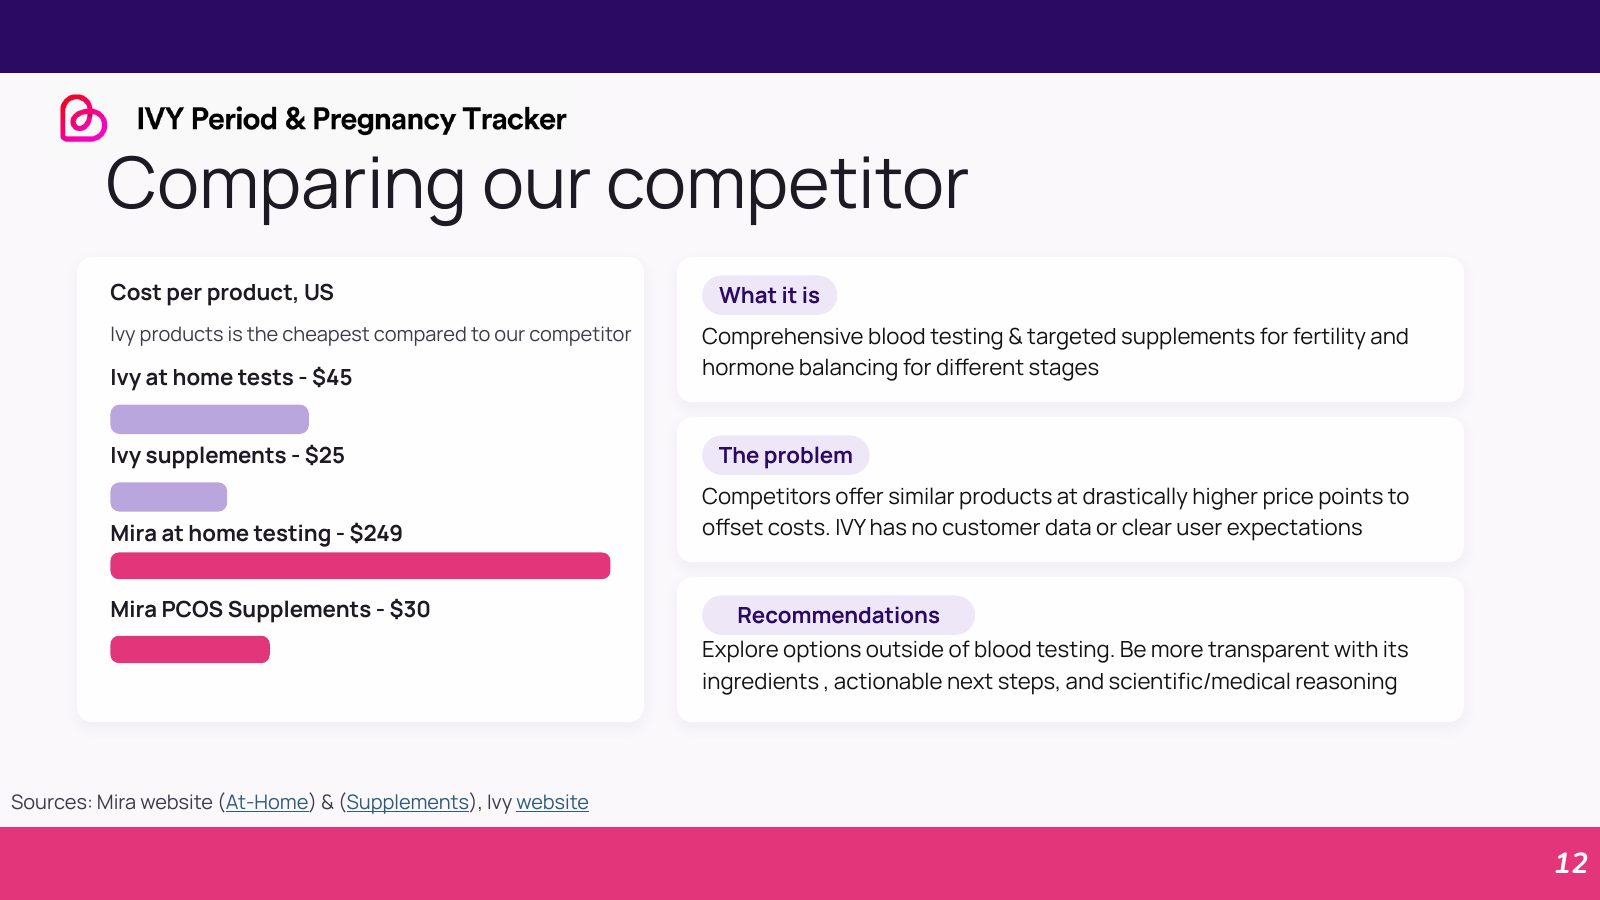 IVY Period & Pregnancy Tracker
Comparing our competitor
Cost per product, US
Ivy products is the cheapest compared to our competitor
Ivy at home tests - $45
Ivy supplements - $25
Mira at home testing - $249
Mira PCOS Supplements - $30
What it is
Comprehensive blood testing & targeted supplements for fertility and
hormone balancing for different stages
The problem
Competitors offer similar products at drastically higher price points to
offset costs. IVY has no customer data or clear user expectations
Recommendations
Explore options outside of blood testing. Be more transparent with its
ingredients , actionable next steps, and scientific/medical reasoning
Sources: Mira website (At-Home) & (Supplements), Ivy website
12